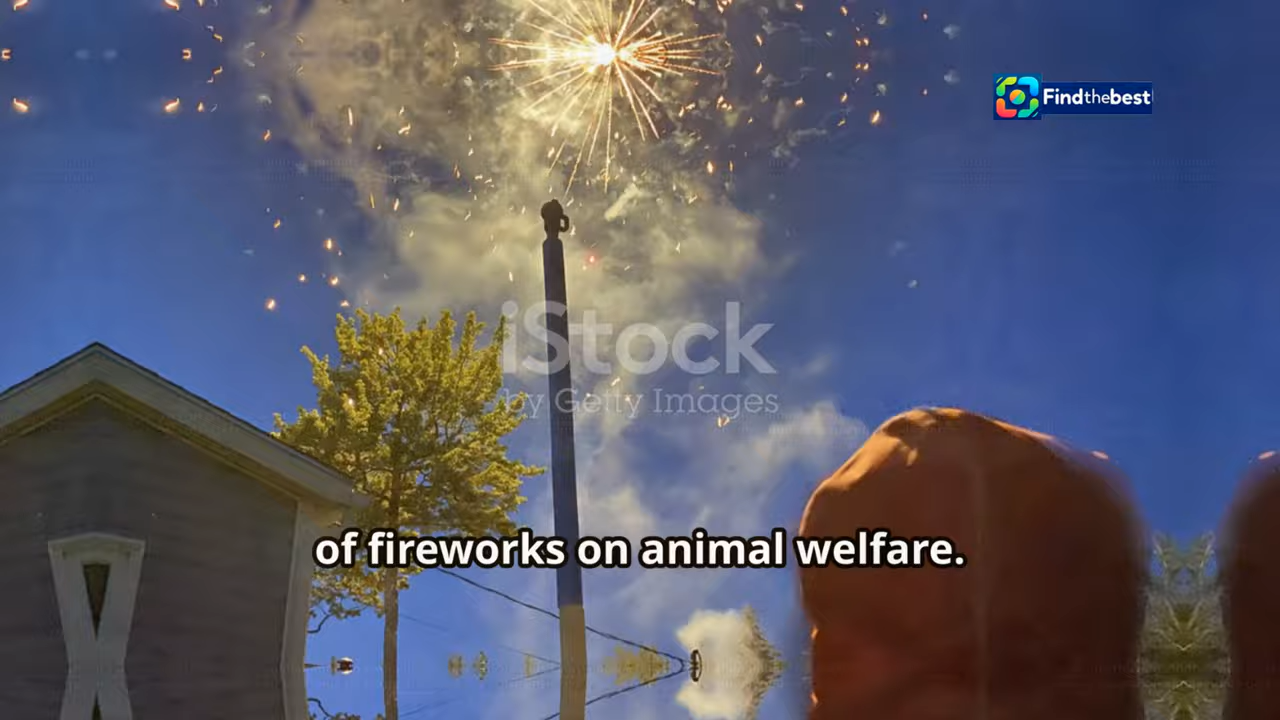 Findthebest
iStock
by Getty Images
of fireworks on animal welfare.